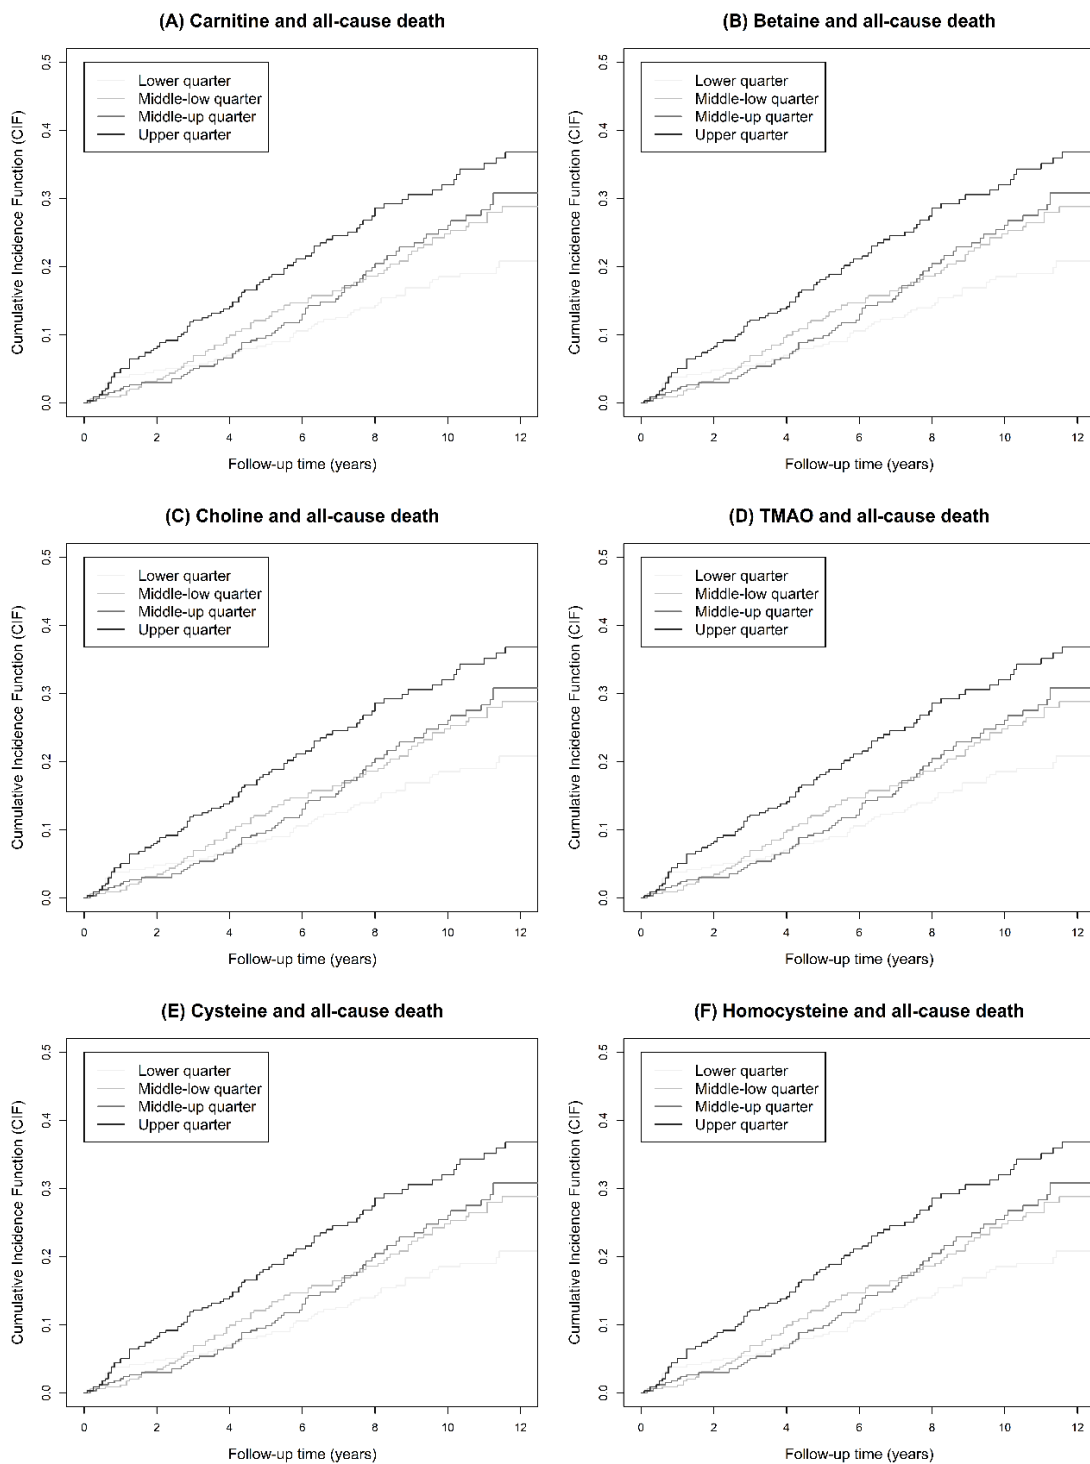 (A) Carnitine and all-cause death
Cumulative Incidence Function (CIF)
0.5
0.4
0.3
0.2
0.1
0.0
Lower quarter
Middle-low quarter
Middle-up quarter
Upper quarter
0 2 4 6 8 10 12
Follow-up time (years)
(B) Betaine and all-cause death
Cumulative Incidence Function (CIF)
0.5
0.4
0.3
0.2
0.1
0.0
Lower quarter
Middle-low quarter
Middle-up quarter
Upper quarter
0 2 4 6 8 10 12
Follow-up time (years)
(C) Choline and all-cause death
Cumulative Incidence Function (CIF)
0.5
0.4
0.3
0.2
0.1
0.0
Lower quarter
Middle-low quarter
Middle-up quarter
Upper quarter
0 2 4 6 8 10 12
Follow-up time (years)
(D) TMAO and all-cause death
Cumulative Incidence Function (CIF)
0.5
0.4
0.3
0.2
0.1
0.0
Lower quarter
Middle-low quarter
Middle-up quarter
Upper quarter
0 2 4 6 8 10 12
Follow-up time (years)
(E) Cysteine and all-cause death
Cumulative Incidence Function (CIF)
0.5
0.4
0.3
0.2
0.1
0.0
Lower quarter
Middle-low quarter
Middle-up quarter
Upper quarter
0 2 4 6 8 10 12
Follow-up time (years)
(F) Homocysteine and all-cause death
Cumulative Incidence Function (CIF)
0.5
0.4
0.3
0.2
0.1
0.0
Lower quarter
Middle-low quarter
Middle-up quarter
Upper quarter
0 2 4 6 8 10 12
Follow-up time (years)